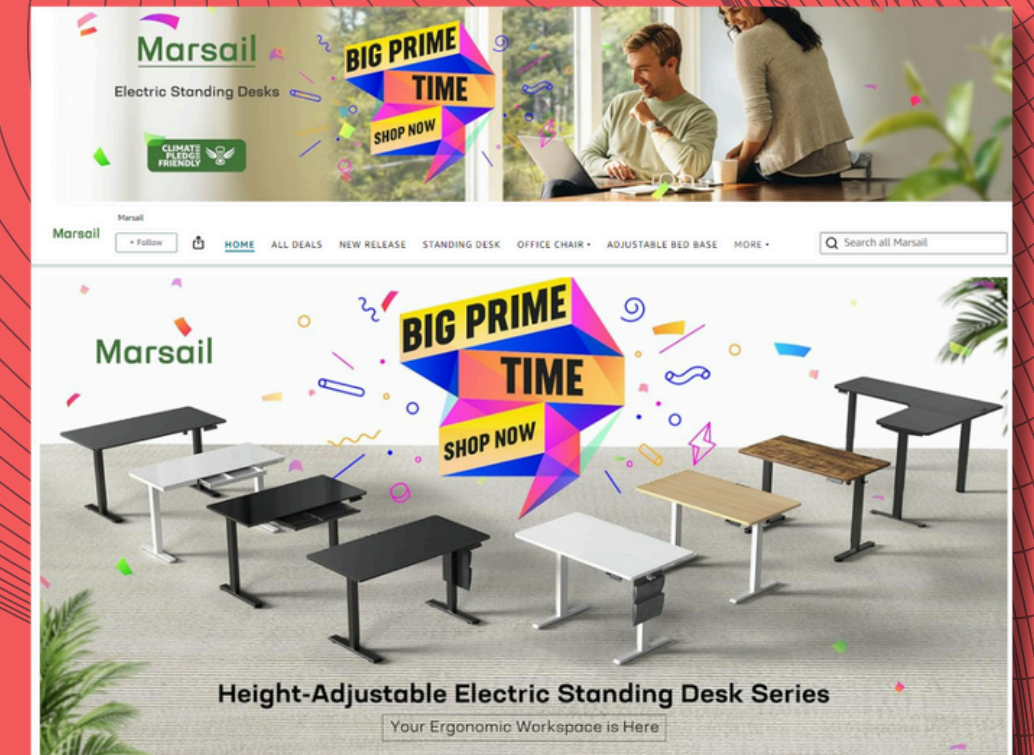 Marsail
Electric Standing Desks
CLIMATE
PLEDGE
FRIENDLY
BIG PRIME
TIME
SHOP NOW
Marsail
Marsail
+ Follow
HOME
ALL DEALS
NEW RELEASE
STANDING DESK
OFFICE CHAIR
ADJUSTABLE BED BASE
MORE
Search all Marsail
Marsail
BIG PRIME
TIME
SHOP NOW
Height-Adjustable Electric Standing Desk Series
Your Ergonomic Workspace is Here